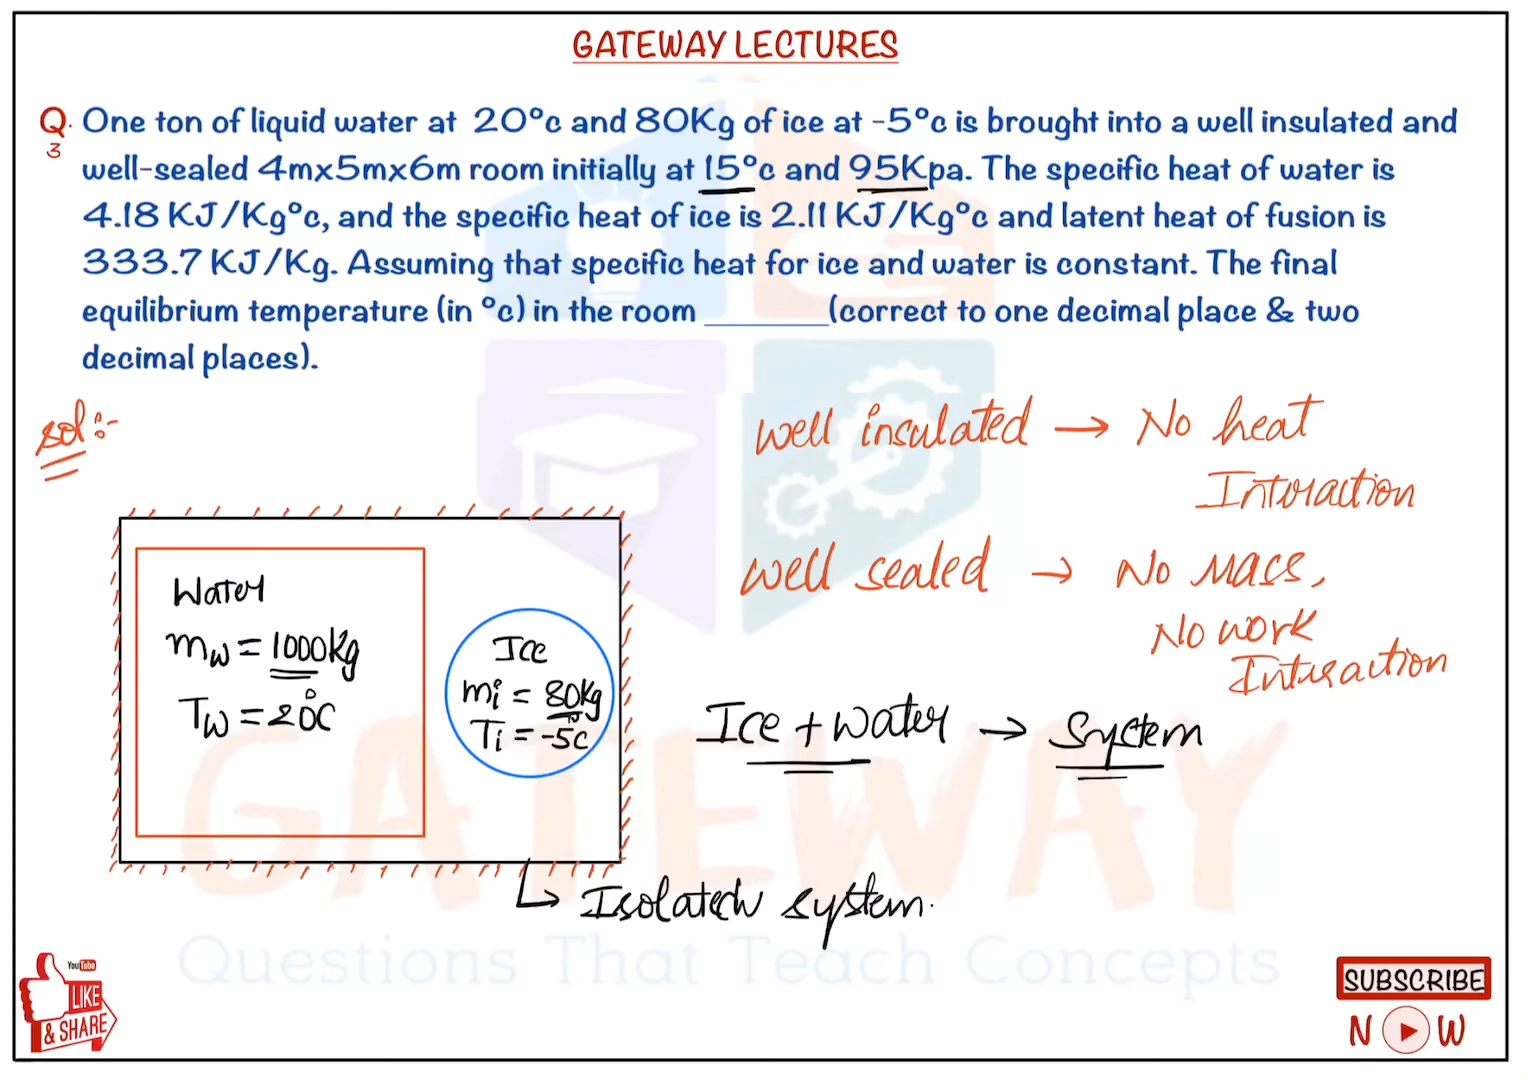 GATEWAY LECTURES
Q. One ton of liquid water at 20°c and 80Kg of ice at -5°c is brought into a well insulated and
3
well-sealed 4mx5mx6m room initially at 15°c and 95Kpa. The specific heat of water is
4.18 KJ/Kg°c, and the specific heat of ice is 2.11 KJ/Kg°c and latent heat of fusion is
333.7 KJ/Kg. Assuming that specific heat for ice and water is constant. The final
equilibrium temperature (in °c) in the room ________(correct to one decimal place & two
decimal places).
Sol:-
Well insulated → No heat
Interaction
Well sealed → No Mass,
No work
Interaction
Water
mw = 1000kg
Tw = 20°C
Ice
mi = 80kg
Ti = -5°C
Ice + Water → System
↳ Isolated system.
GATEWAY
Questions That Teach Concepts
YouTube
LIKE
& SHARE
SUBSCRIBE
NOW